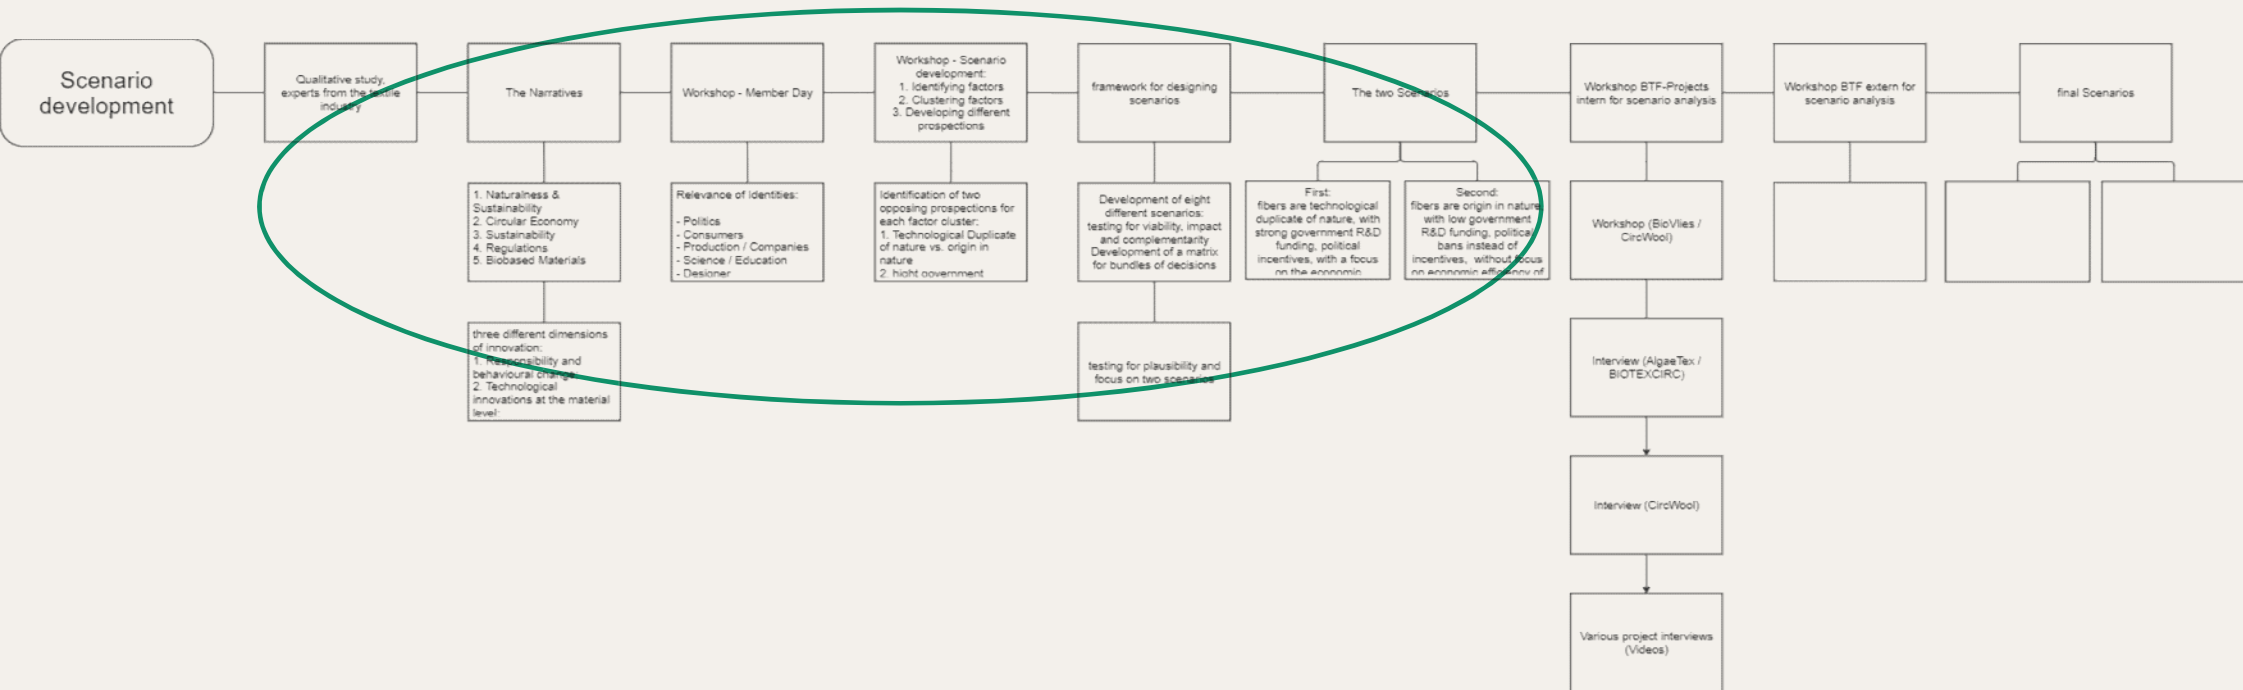 Scenario
development
Qualitative study,
experts from the textile
industry
The Narratives
1. Naturalness &
Sustainability
2. Circular Economy
3. Sustainability
4. Regulations
5. Biobased Materials
three different dimensions
of innovation:
1. Responsibility and
behavioural change:
2. Technological
innovations at the material
level:
Workshop - Member Day
Relevance of Identities:
- Politics
- Consumers
- Production / Companies
- Science / Education
- Designer
Workshop - Scenario
development:
1. Identifying factors
2. Clustering factors
3. Developing different
prospections
Identification of two
opposing prospections for
each factor cluster:
1. Technological Duplicate
of nature vs. origin in
nature
2. hight government
framework for designing
scenarios
Development of eight
different scenarios:
testing for viability, impact
and complementarity
Development of a matrix
for bundles of decisions
testing for plausibility and
focus on two scenarios
The two Scenarios
First:
fibers are technological
duplicate of nature, with
strong government R&D
funding, political
incentives, with a focus
on the economic
Second:
fibers are origin in nature,
with low government
R&D funding, political
bans instead of
incentives, without focus
on economic efficiency of
Workshop BTF-Projects
intern for scenario analysis
Workshop (BioVlies /
CircWool)
Interview (AlgaeTex /
BIOTEXCIRC)
Interview (CircWool)
Various project interviews
(Videos)
Workshop BTF extern for
scenario analysis
final Scenarios